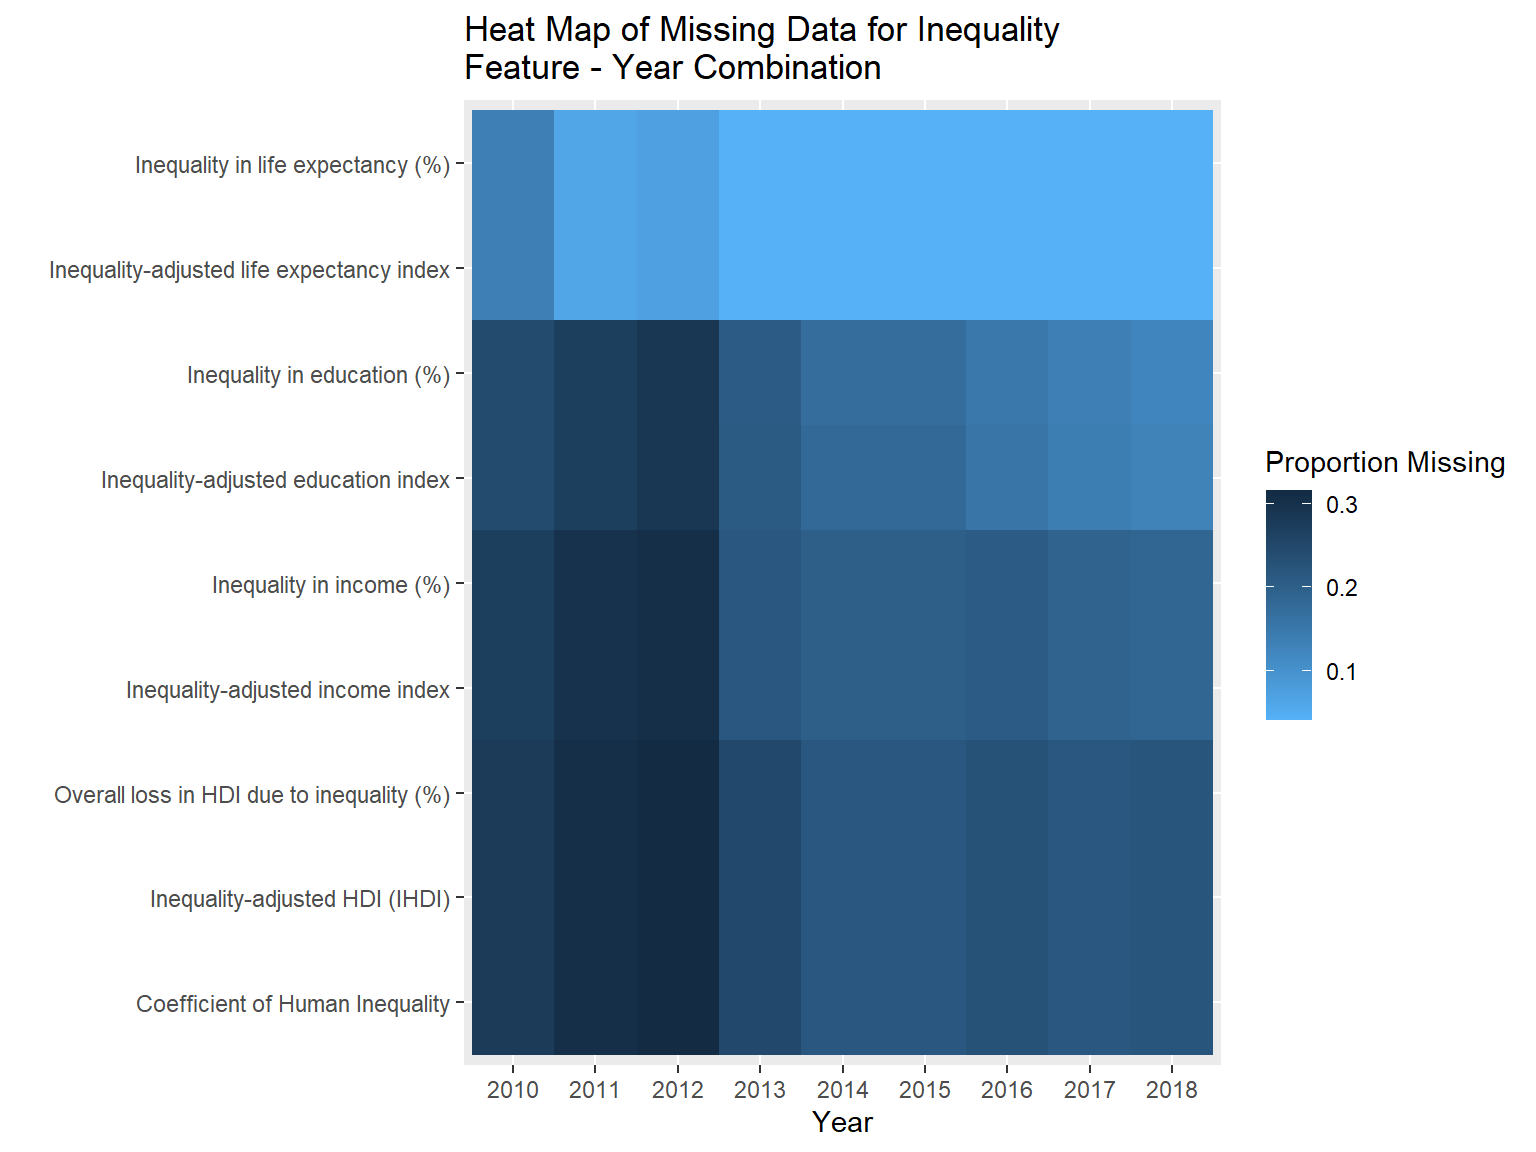 Heat Map of Missing Data for Inequality
Feature - Year Combination
Inequality in life expectancy (%)
Inequality-adjusted life expectancy index
Inequality in education (%)
Inequality-adjusted education index
Inequality in income (%)
Inequality-adjusted income index
Overall loss in HDI due to inequality (%)
Inequality-adjusted HDI (IHDI)
Coefficient of Human Inequality
2010 2011 2012 2013 2014 2015 2016 2017 2018
Year
Proportion Missing
0.3
0.2
0.1